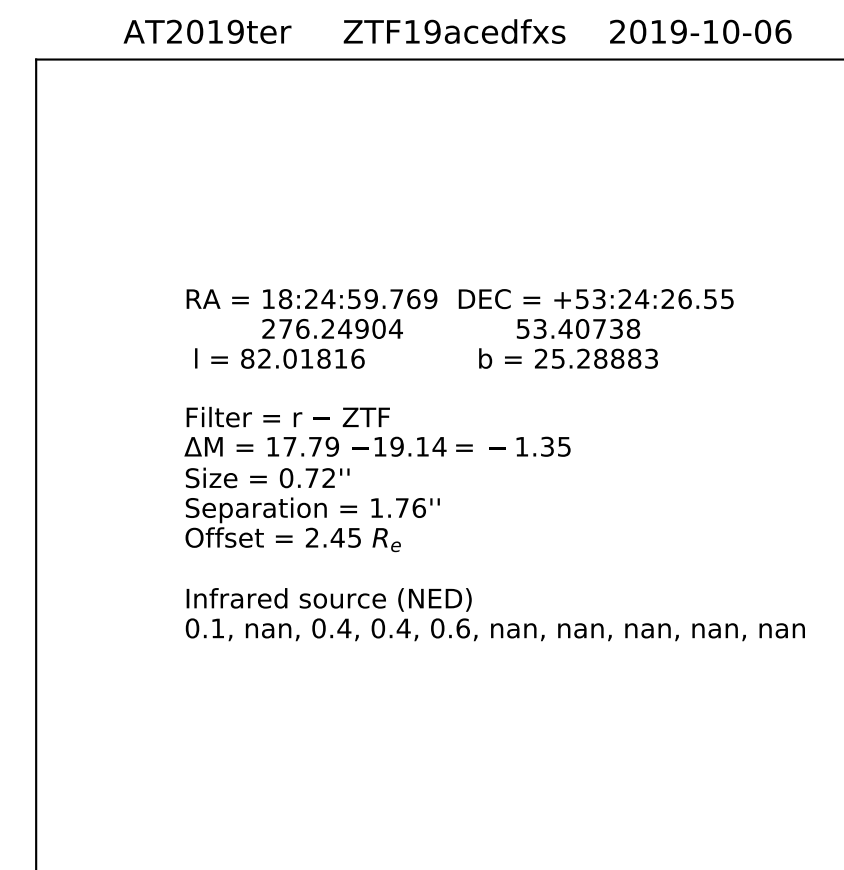 AT2019ter ZTF19acedfxs 2019-10-06
RA = 18:24:59.769 DEC = +53:24:26.55
276.24904 53.40738
l = 82.01816 b = 25.28883
Filter = r − ZTF
ΔM = 17.79 −19.14 = − 1.35
Size = 0.72''
Separation = 1.76''
Offset = 2.45 Re
Infrared source (NED)
0.1, nan, 0.4, 0.4, 0.6, nan, nan, nan, nan, nan